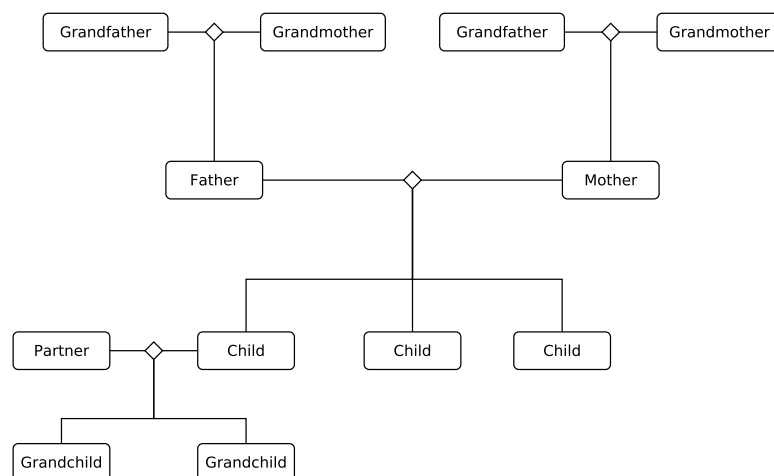 Grandfather
Grandmother
Grandfather
Grandmother
Father
Mother
Partner
Child
Child
Child
Grandchild
Grandchild